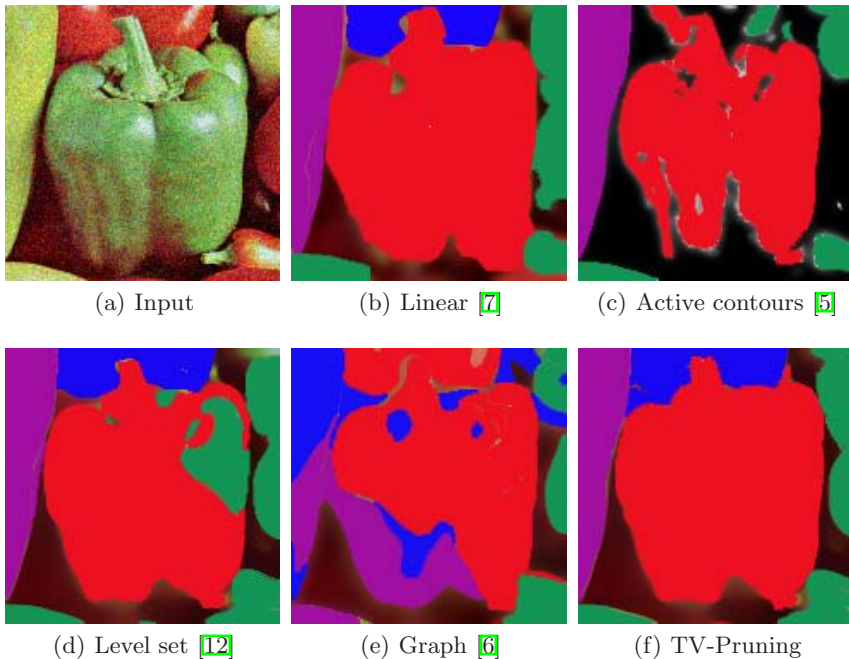 (a) Input
(b) Linear [7]
(c) Active contours [5]
(d) Level set [12]
(e) Graph [6]
(f) TV-Pruning